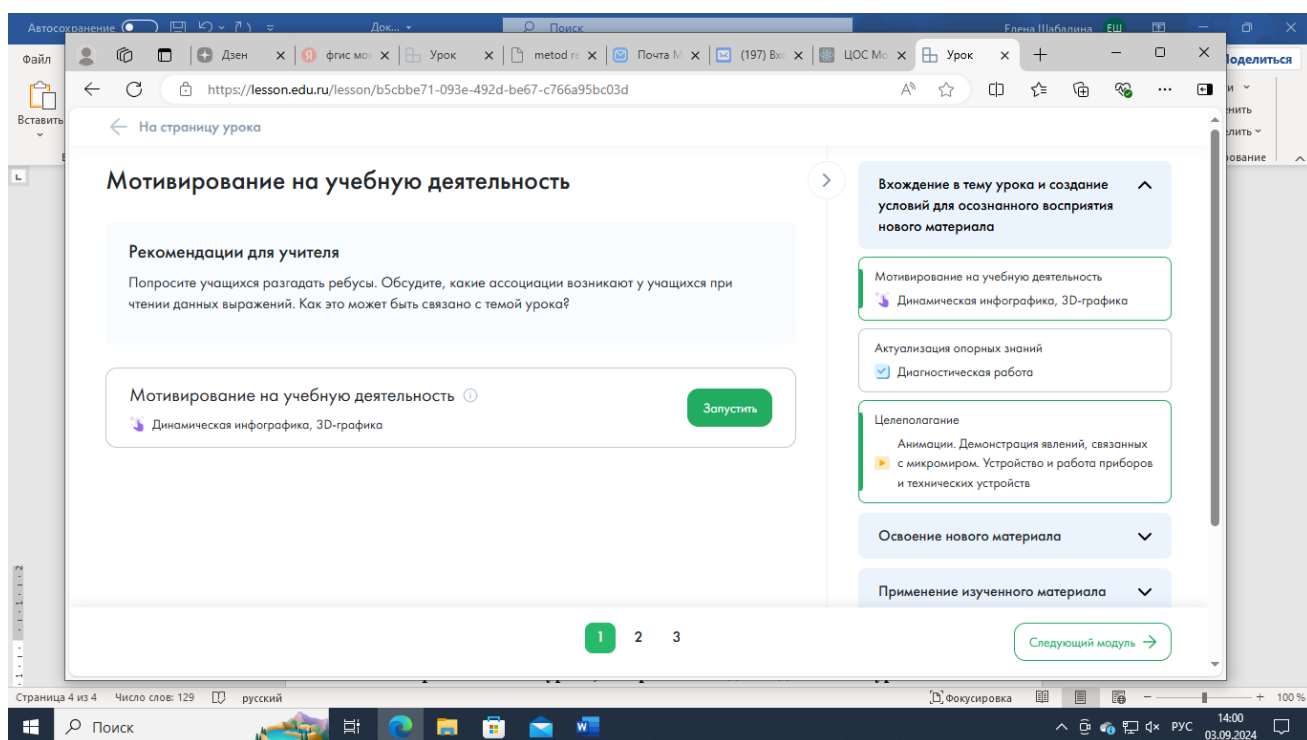 Автосохранение
Док...
Поиск
Елена Шабалина ЕШ
Файл
Поделиться
Дзен
фгис мо
Урок
metod re
Почта M
(197) Вхо
ЦОС Мо
Урок
https://lesson.edu.ru/lesson/b5cbbe71-093e-492d-be67-c766a95bc03d
Вставить
На страницу урока
Мотивирование на учебную деятельность
Рекомендации для учителя
Попросите учащихся разгадать ребусы. Обсудите, какие ассоциации возникают у учащихся при
чтении данных выражений. Как это может быть связано с темой урока?
Мотивирование на учебную деятельность
Динамическая инфографика, 3D-графика
Запустить
Вхождение в тему урока и создание
условий для осознанного восприятия
нового материала
Мотивирование на учебную деятельность
Динамическая инфографика, 3D-графика
Актуализация опорных знаний
Диагностическая работа
Целеполагание
Анимации. Демонстрация явлений, связанных
с микромиром. Устройство и работа приборов
и технических устройств
Освоение нового материала
Применение изученного материала
1 2 3
Следующий модуль
Страница 4 из 4 Число слов: 129 русский
Фокусировка
100 %
Поиск
РУС
14:00
03.09.2024